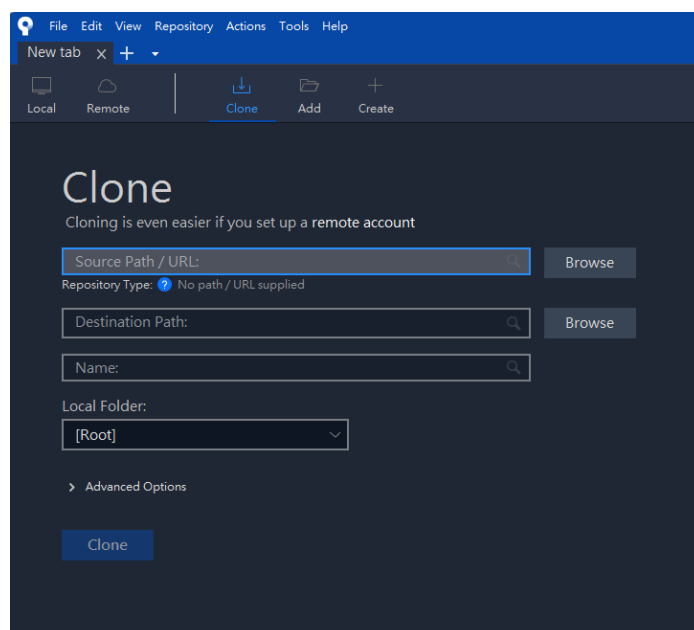 File Edit View Repository Actions Tools Help
New tab
Local Remote Clone Add Create
Clone
Cloning is even easier if you set up a remote account
Source Path / URL: Browse
Repository Type: ? No path / URL supplied
Destination Path: Browse
Name:
Local Folder:
[Root]
Advanced Options
Clone